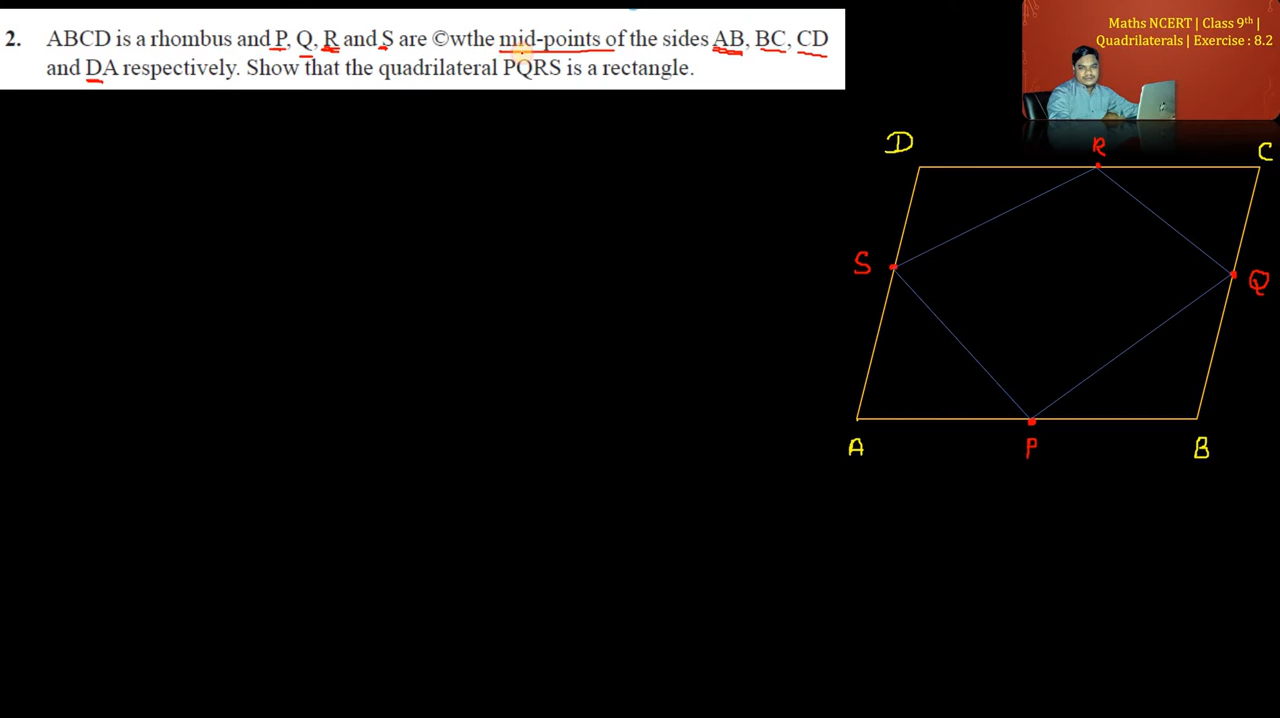 2. ABCD is a rhombus and P, Q, R and S are ©wthe mid-points of the sides AB, BC, CD
and DA respectively. Show that the quadrilateral PQRS is a rectangle.
Maths NCERT | Class 9th |
Quadrilaterals | Exercise : 8.2
D
R
C
S
Q
A
P
B